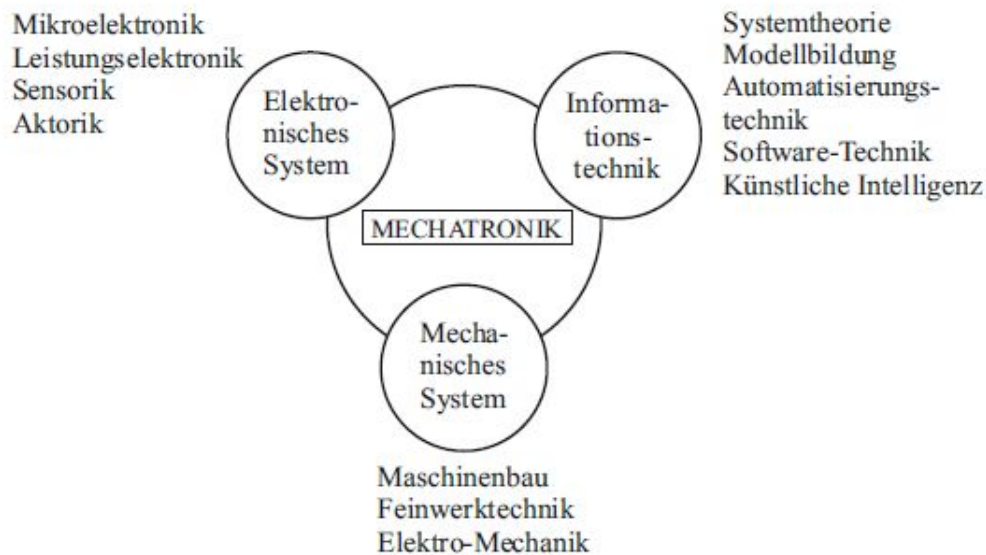 Mikroelektronik
Leistungselektronik
Sensorik
Aktorik
Elektro-
nisches
System
Informa-
tions-
technik
Systemtheorie
Modellbildung
Automatisierungs-
technik
Software-Technik
Künstliche Intelligenz
MECHATRONIK
Mecha-
nisches
System
Maschinenbau
Feinwerktechnik
Elektro-Mechanik